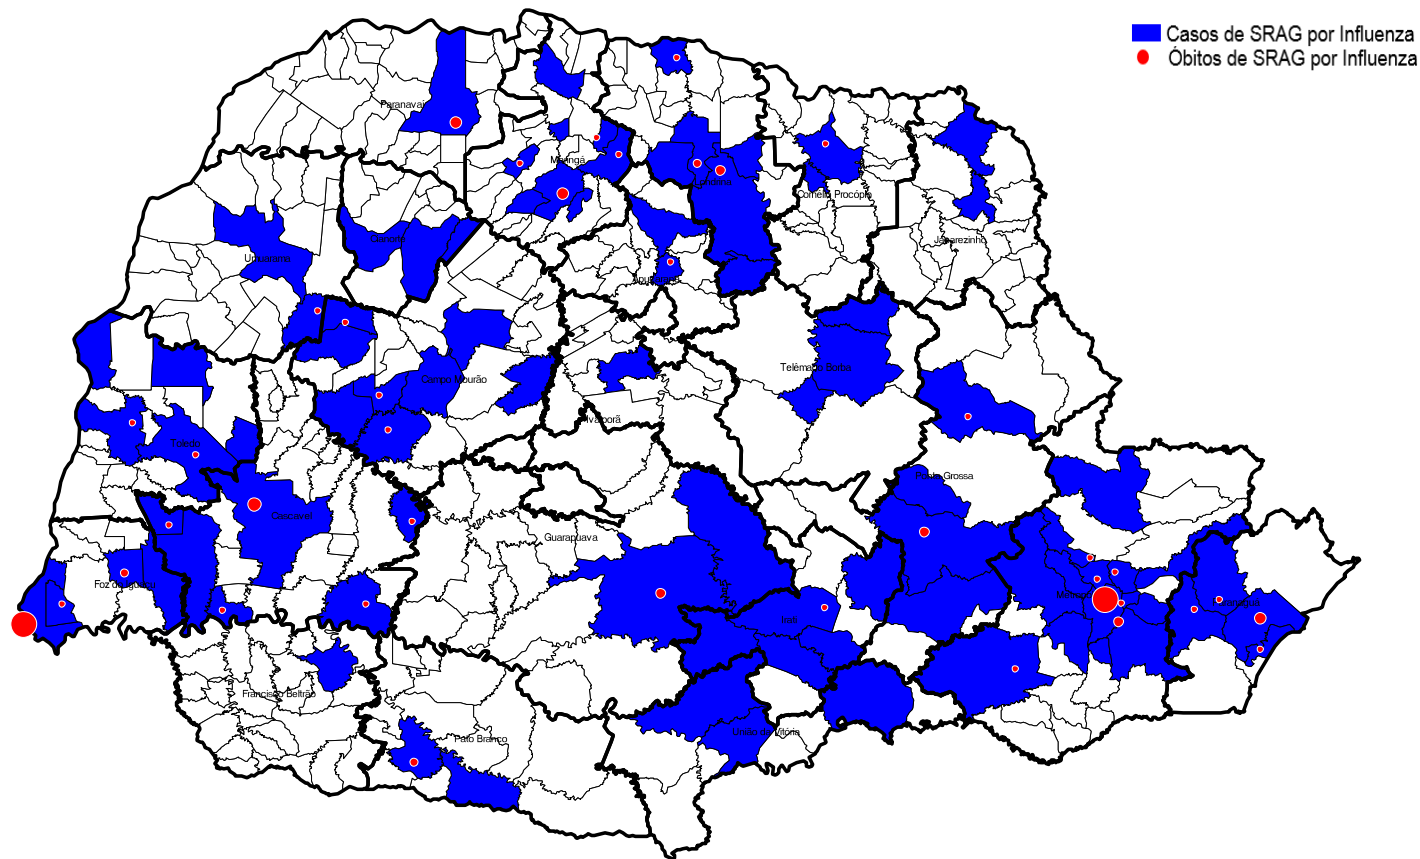 Casos de SRAG por Influenza
Óbitos de SRAG por Influenza
Paranavaí
Maringá
Londrina
Cornélio Procópio
Jacarezinho
Cianorte
Umuarama
Apucarana
Telêmaco Borba
Campo Mourão
Ivaiporã
Toledo
Ponta Grossa
Cascavel
Guarapuava
Foz do Iguaçu
Irati
Francisco Beltrão
Pato Branco
União da Vitória